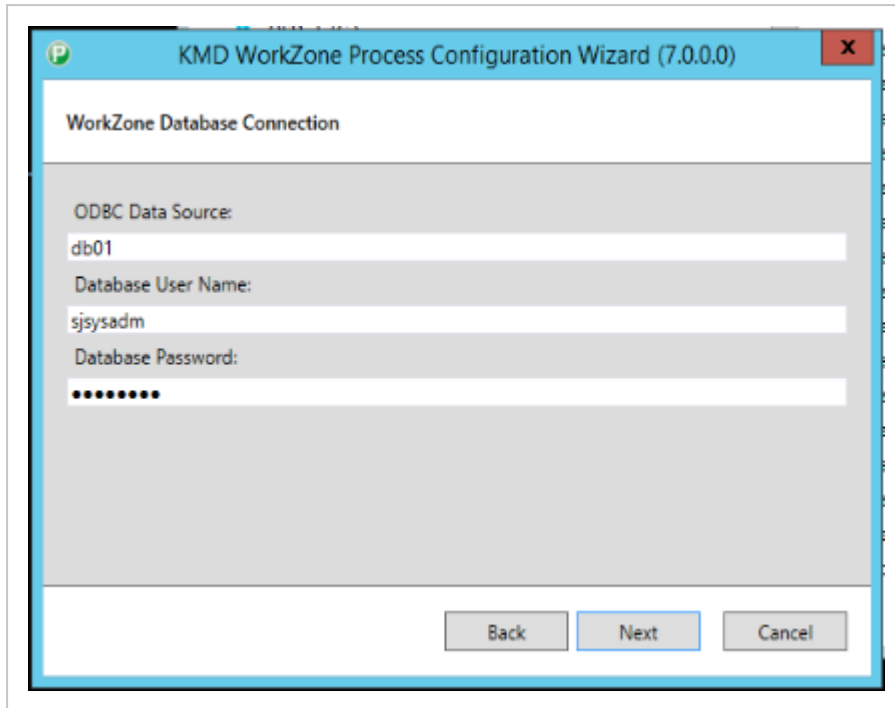 KMD WorkZone Process Configuration Wizard (7.0.0.0)
x
WorkZone Database Connection
ODBC Data Source:
db01
Database User Name:
sjsysadm
Database Password:
••••••••
Back
Next
Cancel